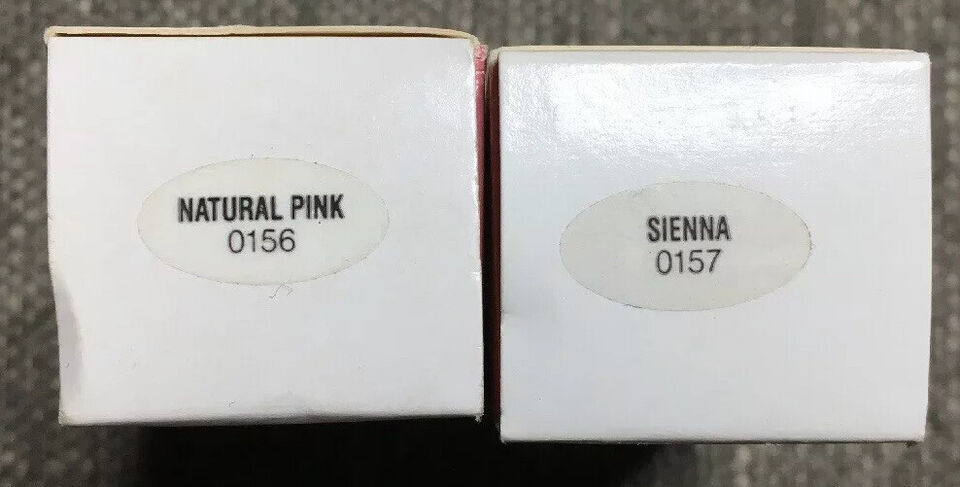 NATURAL PINK
0156
SIENNA
0157